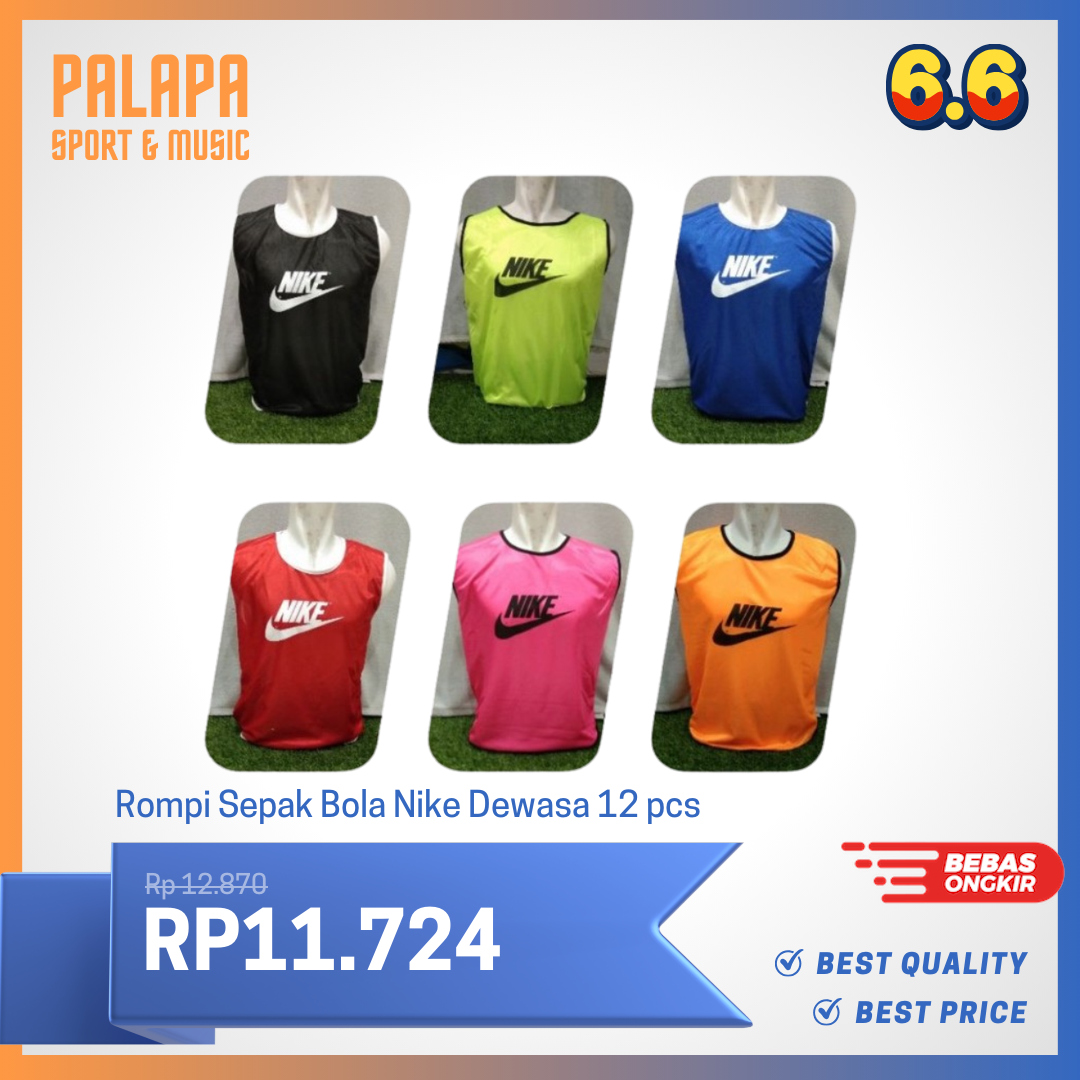 PALAPA
SPORT & MUSIC
6.6
NIKE
NIKE
NIKE
NIKE
NIKE
NIKE
Rompi Sepak Bola Nike Dewasa 12 pcs
Rp 12.870
RP11.724
BEBAS
ONGKIR
BEST QUALITY
BEST PRICE